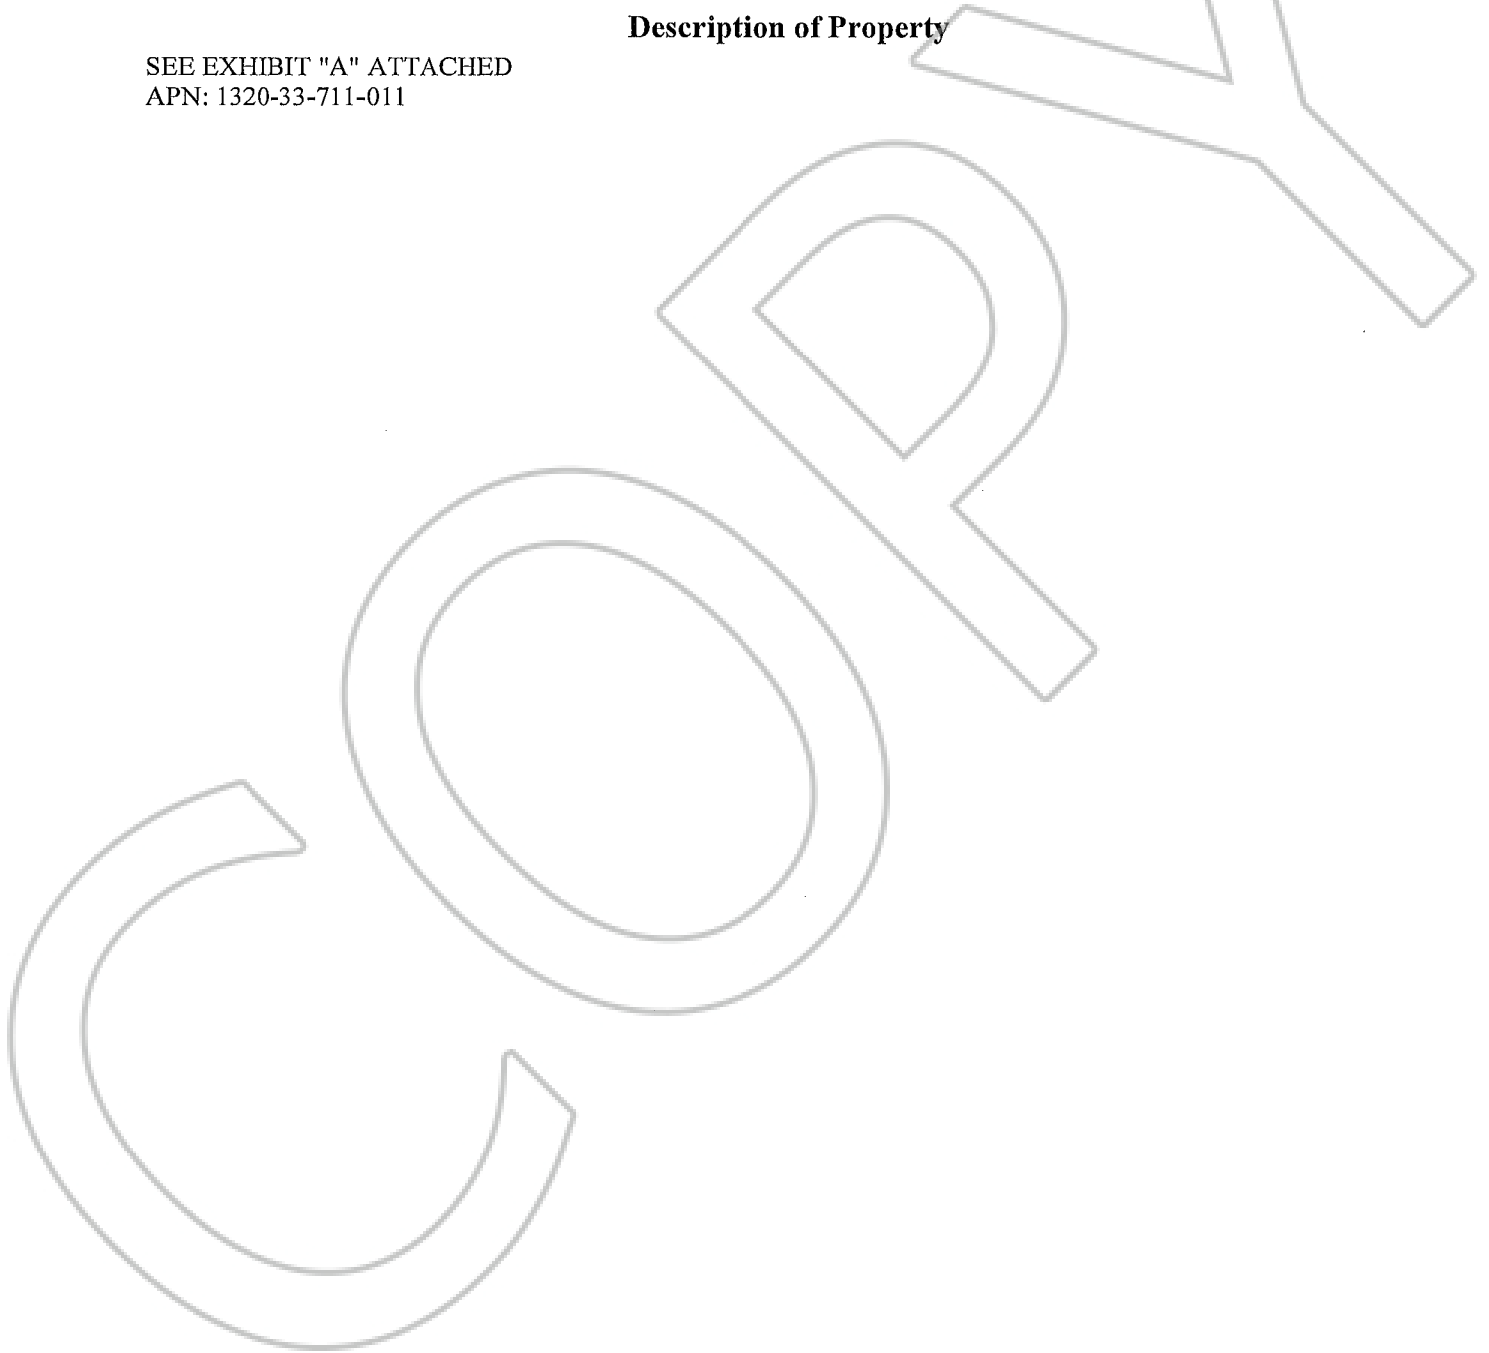 Description of Property
SEE EXHIBIT "A" ATTACHED
APN: 1320-33-711-011
COPY